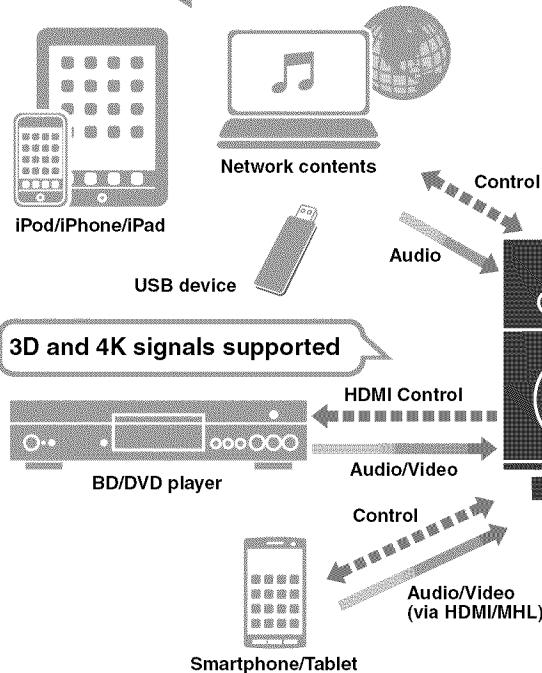 Network contents
Control
iPod/iPhone/iPad
Audio
USB device
3D and 4K signals supported
HDMI Control
Audio/Video
BD/DVD player
Control
Audio/Video
(via HDMI/MHL)
Smartphone/Tablet